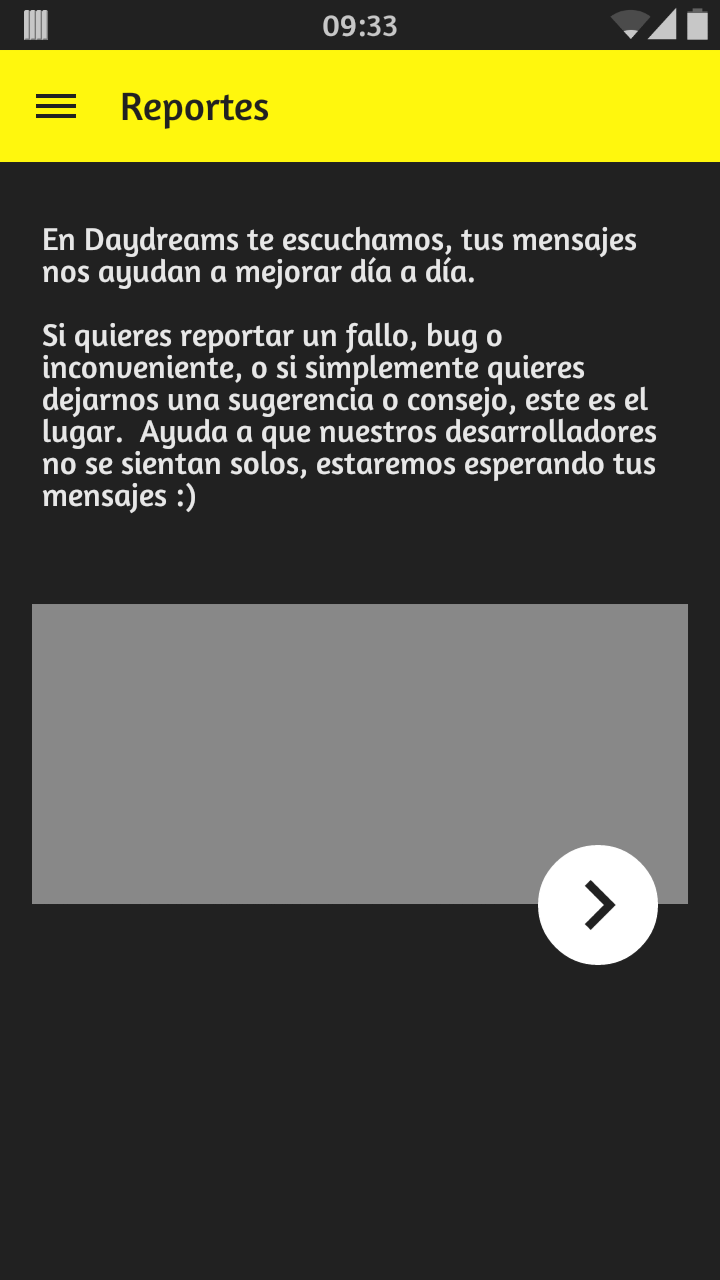 09:33
Reportes
En Daydreams te escuchamos, tus mensajes
nos ayudan a mejorar día a día.
Si quieres reportar un fallo, bug o
inconveniente, o si simplemente quieres
dejarnos una sugerencia o consejo, este es el
lugar.  Ayuda a que nuestros desarrolladores
no se sientan solos, estaremos esperando tus
mensajes :)